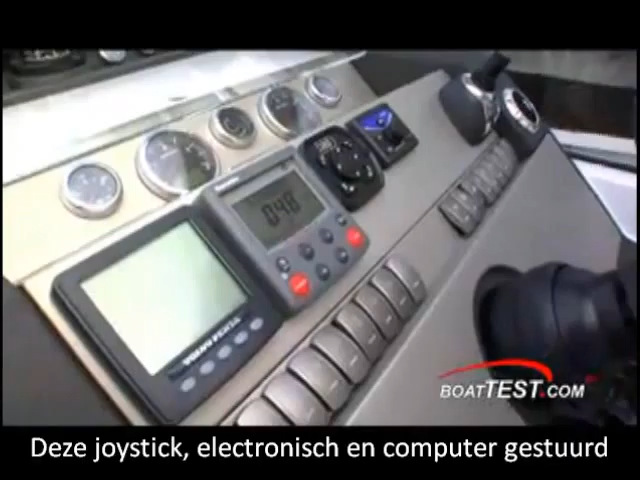 048
VOLVO PENTA
BOATTEST.COM
Deze joystick, electronisch en computer gestuurd